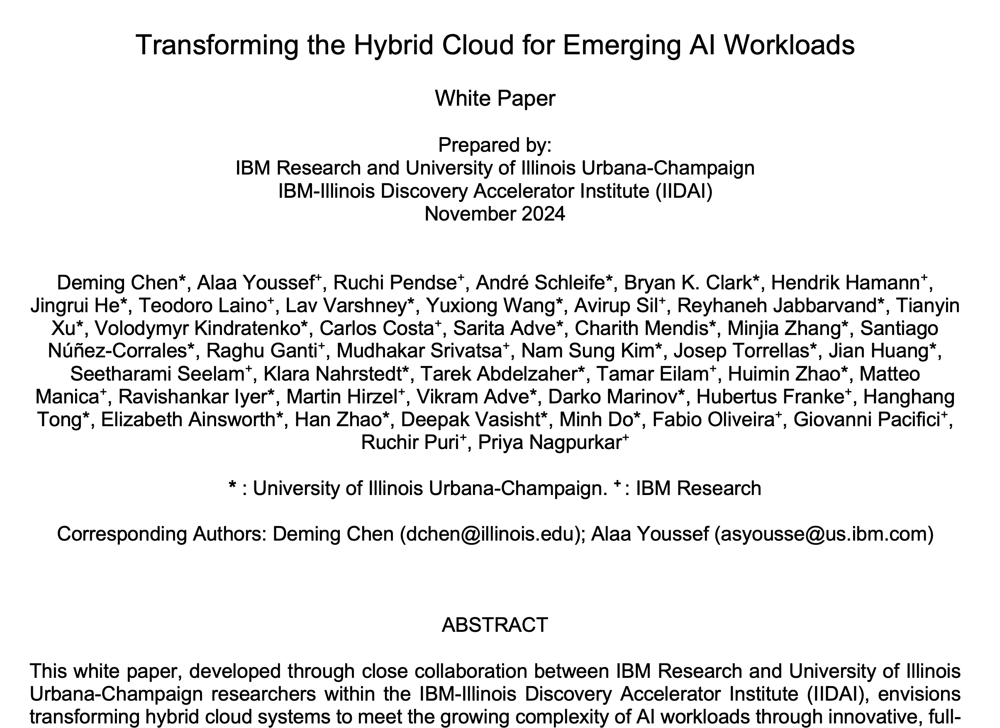 Transforming the Hybrid Cloud for Emerging AI Workloads
White Paper
Prepared by:
IBM Research and University of Illinois Urbana-Champaign
IBM-Illinois Discovery Accelerator Institute (IIDAI)
November 2024
Deming Chen*, Alaa Youssef⁺, Ruchi Pendse⁺, André Schleife*, Bryan K. Clark*, Hendrik Hamann⁺,
Jingrui He*, Teodoro Laino⁺, Lav Varshney*, Yuxiong Wang*, Avirup Sil⁺, Reyhaneh Jabbarvand*, Tianyin
Xu*, Volodymyr Kindratenko*, Carlos Costa⁺, Sarita Adve*, Charith Mendis*, Minjia Zhang*, Santiago
Núñez-Corrales*, Raghu Ganti⁺, Mudhakar Srivatsa⁺, Nam Sung Kim*, Josep Torrellas*, Jian Huang*,
Seetharami Seelam⁺, Klara Nahrstedt*, Tarek Abdelzaher*, Tamar Eilam⁺, Huimin Zhao*, Matteo
Manica⁺, Ravishankar Iyer*, Martin Hirzel⁺, Vikram Adve*, Darko Marinov*, Hubertus Franke⁺, Hanghang
Tong*, Elizabeth Ainsworth*, Han Zhao*, Deepak Vasisht*, Minh Do*, Fabio Oliveira⁺, Giovanni Pacifici⁺,
Ruchir Puri⁺, Priya Nagpurkar⁺
* : University of Illinois Urbana-Champaign. ⁺ : IBM Research
Corresponding Authors: Deming Chen (dchen@illinois.edu); Alaa Youssef (asyousse@us.ibm.com)
ABSTRACT
This white paper, developed through close collaboration between IBM Research and University of Illinois
Urbana-Champaign researchers within the IBM-Illinois Discovery Accelerator Institute (IIDAI), envisions
transforming hybrid cloud systems to meet the growing complexity of AI workloads through innovative, full-